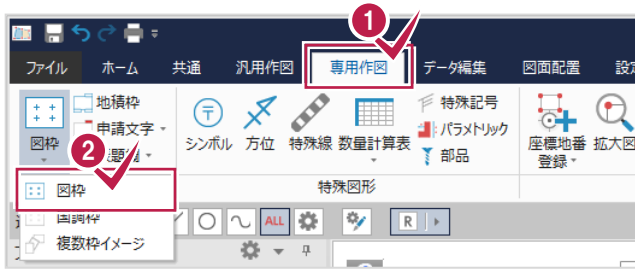 1
ファイル ホーム 共通 汎用作図 専用作図 データ編集 図面配置
地積枠 特殊記号
申請文字 パラメトリック
図枠 シンボル 方位 特殊線 数量計算表 部品 座標地番 登録 拡大図
2
特殊図形
図枠
ALL R
複数枠イメージ